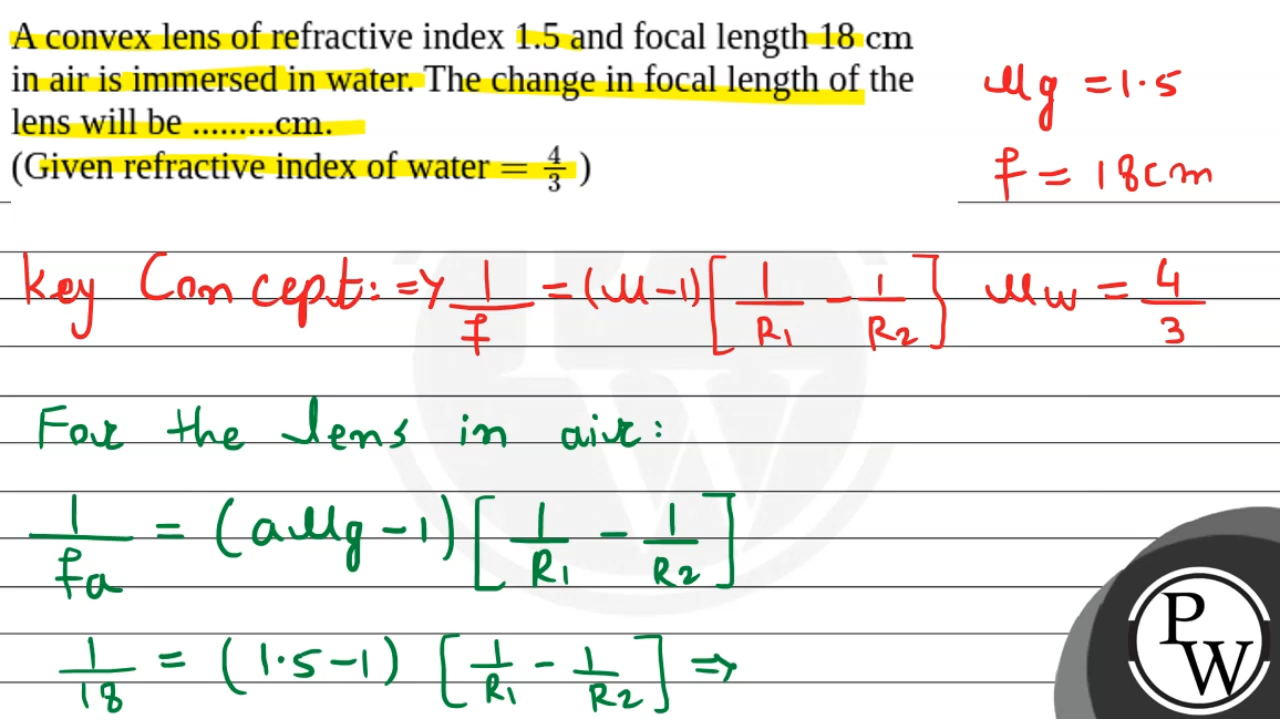 A convex lens of refractive index 1.5 and focal length 18 cm
in air is immersed in water. The change in focal length of the
lens will be .........cm.
(Given refractive index of water = 4/3 )
μg = 1.5
f = 18cm
Key Concept: ⇒ 1/f = (μ-1) [1/R1 - 1/R2] μw = 4/3
For the lens in air:
1/fa = (aμg - 1) [1/R1 - 1/R2]
1/18 = (1.5-1) [1/R1 - 1/R2] ⇒
PW
PW